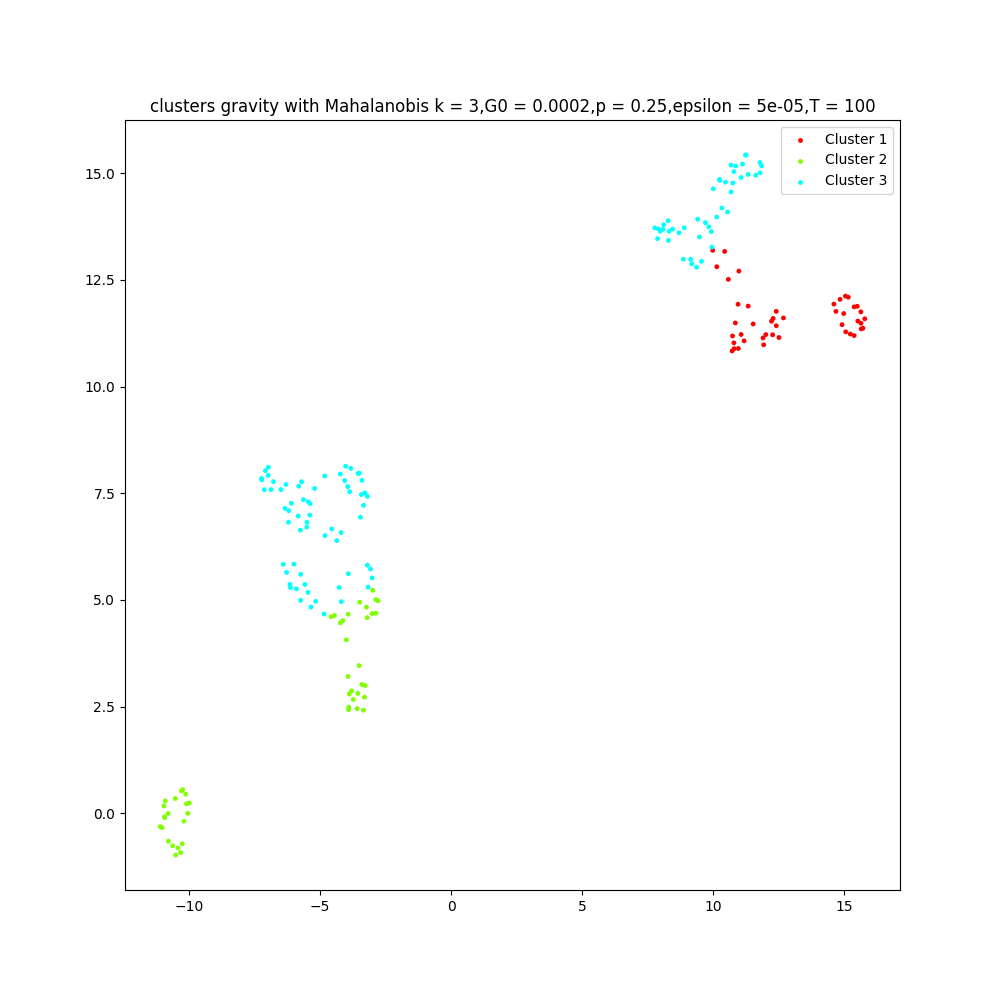 clusters gravity with Mahalanobis k = 3,G0 = 0.0002,p = 0.25,epsilon = 5e-05,T = 100
Cluster 1
Cluster 2
Cluster 3
15.0
12.5
10.0
7.5
5.0
2.5
0.0
−10 −5 0 5 10 15